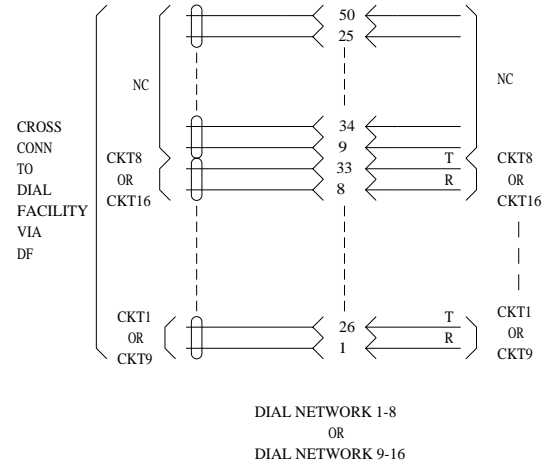 50
25
NC
NC
CROSS
CONN
TO
DIAL
FACILITY
VIA
DF
34
9
CKT8
OR
CKT16
33
8
T
R
CKT8
OR
CKT16
CKT1
OR
CKT9
26
1
T
R
CKT1
OR
CKT9
DIAL NETWORK 1-8
OR
DIAL NETWORK 9-16